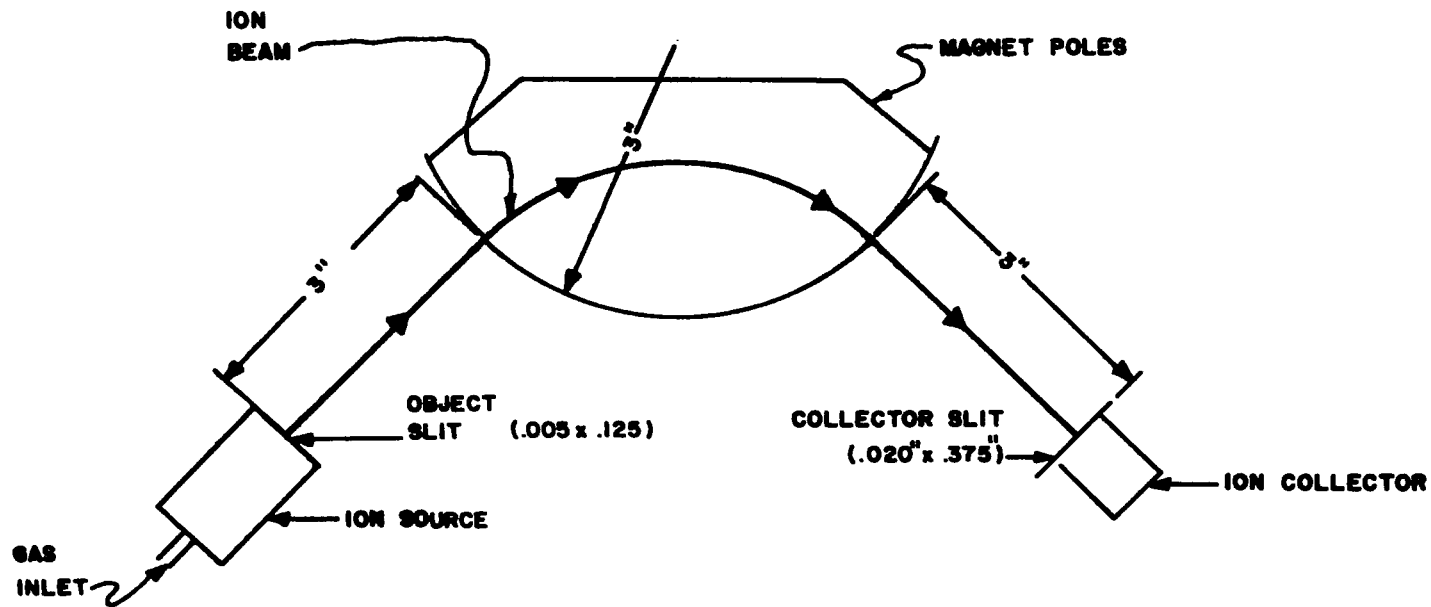 ION
BEAM
MAGNET POLES
3"
3"
3"
OBJECT
SLIT (.005 x .125)
COLLECTOR SLIT
(.020" x .375")
ION COLLECTOR
ION SOURCE
GAS
INLET